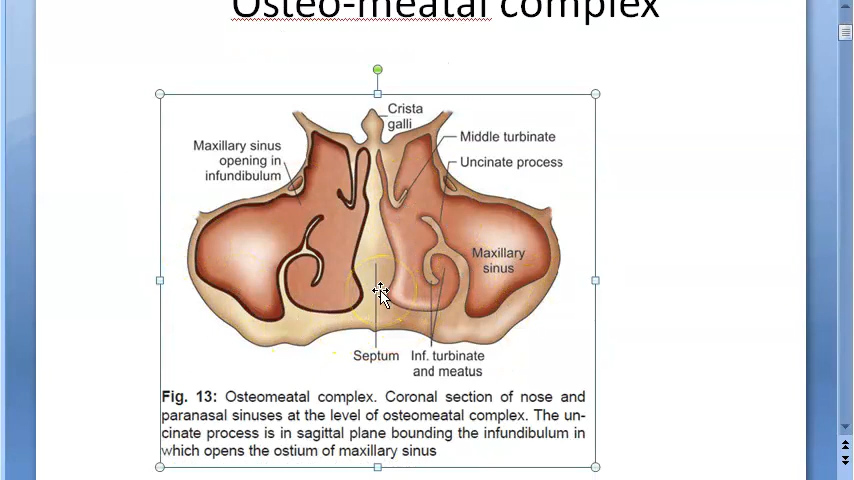 Osteo-meatal complex
Crista
galli
Middle turbinate
Maxillary sinus
opening in
infundibulum
Uncinate process
Maxillary
sinus
Septum
Inf. turbinate
and meatus
Fig. 13: Osteomeatal complex. Coronal section of nose and
paranasal sinuses at the level of osteomeatal complex. The un-
cinate process is in sagittal plane bounding the infundibulum in
which opens the ostium of maxillary sinus